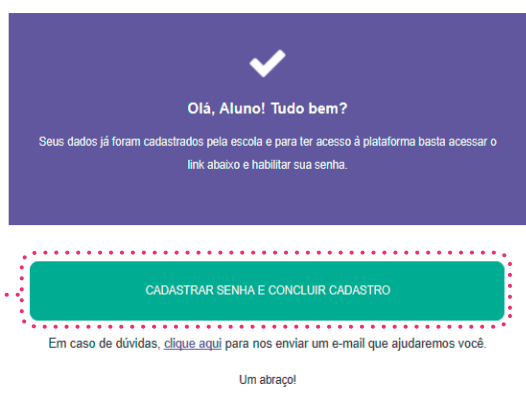 Olá, Aluno! Tudo bem?
Seus dados já foram cadastrados pela escola e para ter acesso à plataforma basta acessar o
link abaixo e habilitar sua senha.
CADASTRAR SENHA E CONCLUIR CADASTRO
Em caso de dúvidas, clique aqui para nos enviar um e-mail que ajudaremos você.
Um abraço!